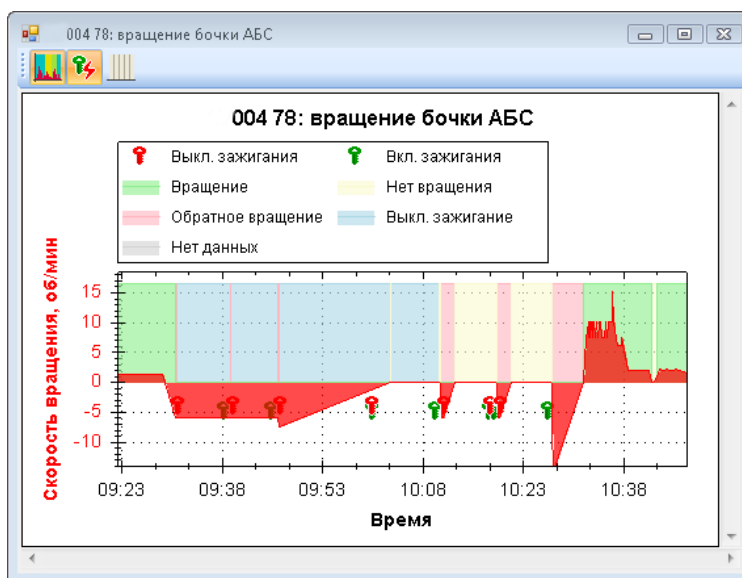 004 78: вращение бочки АБС
004 78: вращение бочки АБС
Выкл. зажигания
Вкл. зажигания
Вращение
Нет вращения
Обратное вращение
Выкл. зажигание
Нет данных
Скорость вращения, об/мин
15
10
5
0
-5
-10
09:23 09:38 09:53 10:08 10:23 10:38
Время